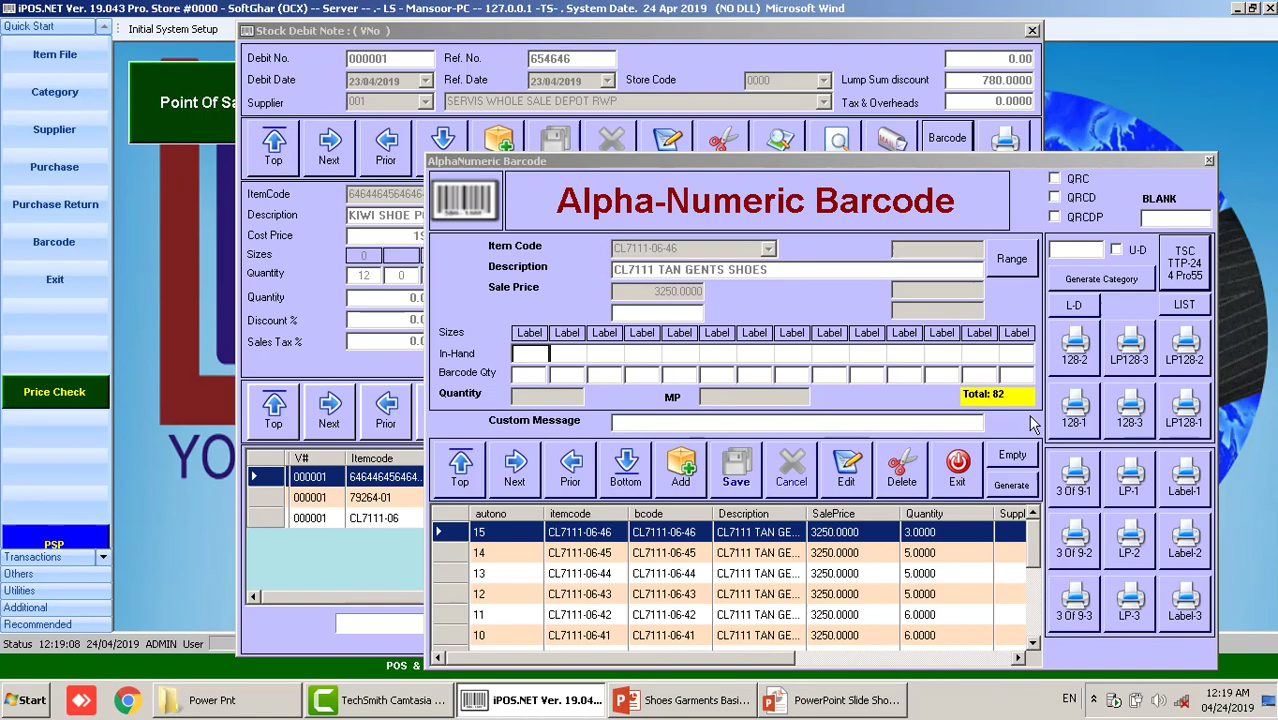 iPOS.NET Ver. 19.043 Pro. Store #0000 - SoftGhar (OCX) -- Server -- .- LS - Mansoor-PC -- 127.0.0.1 -TS- . System Date. 24 Apr 2019 (NO DLL) Microsoft Wind
Quick Start
Initial System Setup
Item File
Category
Supplier
Purchase
Purchase Return
Barcode
Exit
Price Check
PSP
Transactions
Others
Utilities
Additional
Recommended
Point Of Sa
YO
Stock Debit Note : ( VNo )
Debit No. 000001 Ref. No. 654646 0.00
Debit Date 23/04/2019 Ref. Date 23/04/2019 Store Code 0000 Lump Sum discount 780.0000
Supplier 001 SERVIS WHOLE SALE DEPOT RWP Tax & Overheads 0.0000
Top Next Prior Barcode
ItemCode
Description KIWI SHOE P
Cost Price 19
Sizes 0
Quantity 12 0
Quantity 0.0
Discount % 0.0
Sales Tax % 0.0
Top Next Prior
V# Itemcode
000001 646446456464...
000001 79264-01
000001 CL7111-06
AlphaNumeric Barcode
Alpha-Numeric Barcode
QRC
QRCD
QRCDP
BLANK
Item Code CL7111-06-46
Description CL7111 TAN GENTS SHOES
Sale Price 3250.0000
Range
U-D
TSC
TTP-24
4 Pro55
Generate Category
L-D LIST
Sizes Label Label Label Label Label Label Label Label Label Label Label Label Label Label
In-Hand
Barcode Qty
Quantity MP Total: 82
Custom Message
128-2 LP128-3 LP128-2
128-1 128-3 LP128-1
3 Of 9-1 LP-1 Label-1
3 Of 9-2 LP-2 Label-2
3 Of 9-3 LP-3 Label-3
Top Next Prior Bottom Add Save Cancel Edit Delete Exit
Empty
Generate
autono itemcode bcode Description SalePrice Quantity Suppl
15 CL7111-06-46 CL7111-06-46 CL7111 TAN GE... 3250.0000 3.0000
14 CL7111-06-45 CL7111-06-45 CL7111 TAN GE... 3250.0000 5.0000
13 CL7111-06-44 CL7111-06-44 CL7111 TAN GE... 3250.0000 5.0000
12 CL7111-06-43 CL7111-06-43 CL7111 TAN GE... 3250.0000 5.0000
11 CL7111-06-42 CL7111-06-42 CL7111 TAN GE... 3250.0000 6.0000
10 CL7111-06-41 CL7111-06-41 CL7111 TAN GE... 3250.0000 6.0000
Status 12:19:08 24/04/2019 ADMIN User
POS &
Start
Power Pnt
TechSmith Camtasia ...
iPOS.NET Ver. 19.04...
Shoes Garments Basi...
PowerPoint Slide Sho...
EN
12:19 AM
04/24/2019